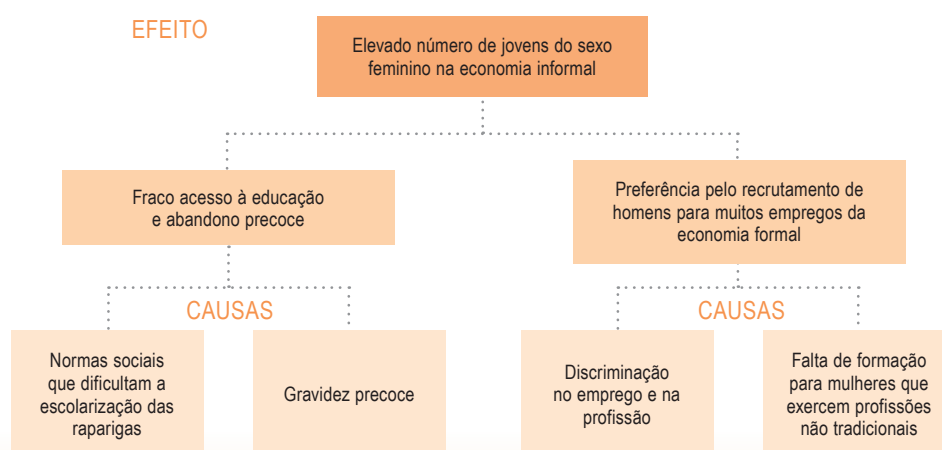 EFEITO
Elevado número de jovens do sexo
feminino na economia informal
Fraco acesso à educação
e abandono precoce
Preferência pelo recrutamento de
homens para muitos empregos da
economia formal
CAUSAS
CAUSAS
Normas sociais
que dificultam a
escolarização das
raparigas
Gravidez precoce
Discriminação
no emprego e na
profissão
Falta de formação
para mulheres que
exercem profissões
não tradicionais